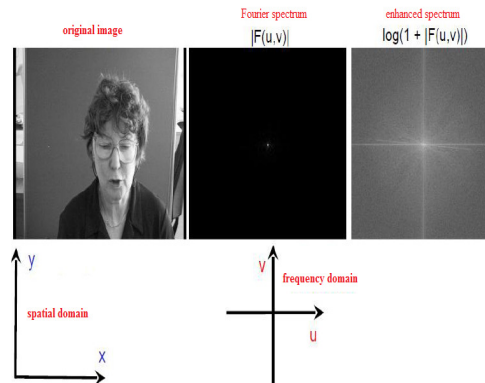 original image
Fourier spectrum
|F(u,v)|
enhanced spectrum
log(1 + |F(u,v)|)
y
spatial domain
x
v
frequency domain
u